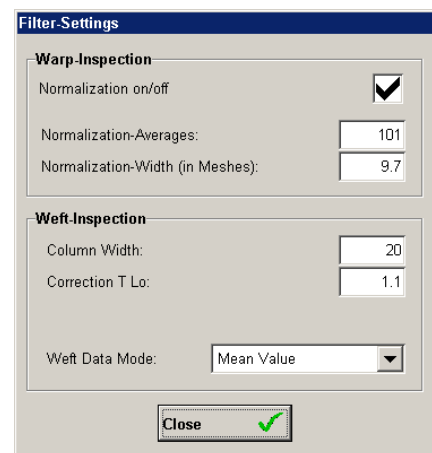 Filter-Settings
Warp-Inspection
Normalization on/off
Normalization-Averages: 101
Normalization-Width (in Meshes): 9.7
Weft-Inspection
Column Width: 20
Correction T Lo: 1.1
Weft Data Mode: Mean Value
Close